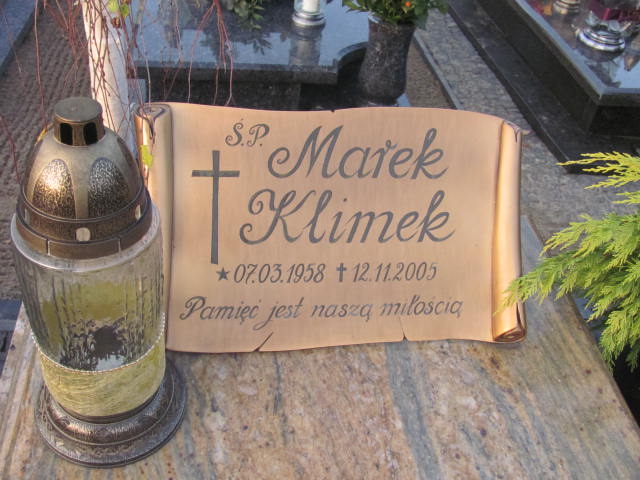 Ś.P. Marek
Klimek
★ 07.03.1958 ✝ 12.11.2005
Pamięć jest naszą miłością